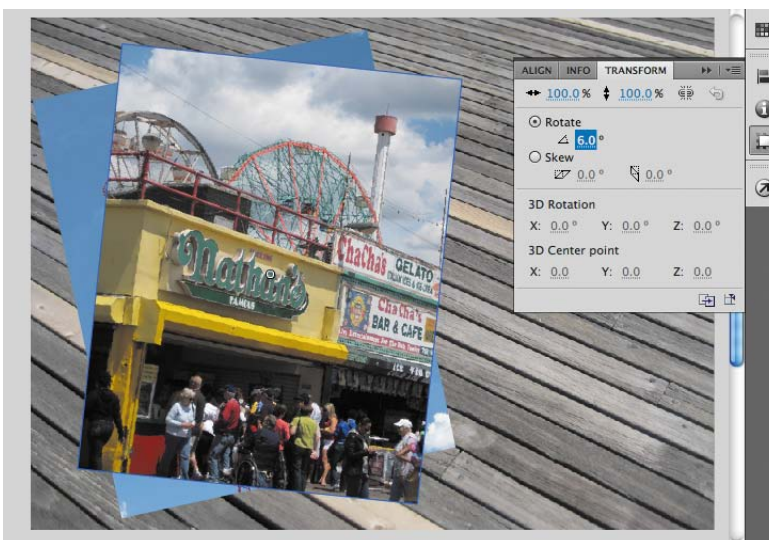 ALIGN INFO TRANSFORM
100.0 % 100.0 %
Rotate
6.0 °
Skew
0.0 ° 0.0 °
3D Rotation
X: 0.0 ° Y: 0.0 ° Z: 0.0 °
3D Center point
X: 0.0 Y: 0.0 Z: 0.0
Nathan's
FAMOUS
ChaCha's GELATO
ChaCha's
BAR & CAFE